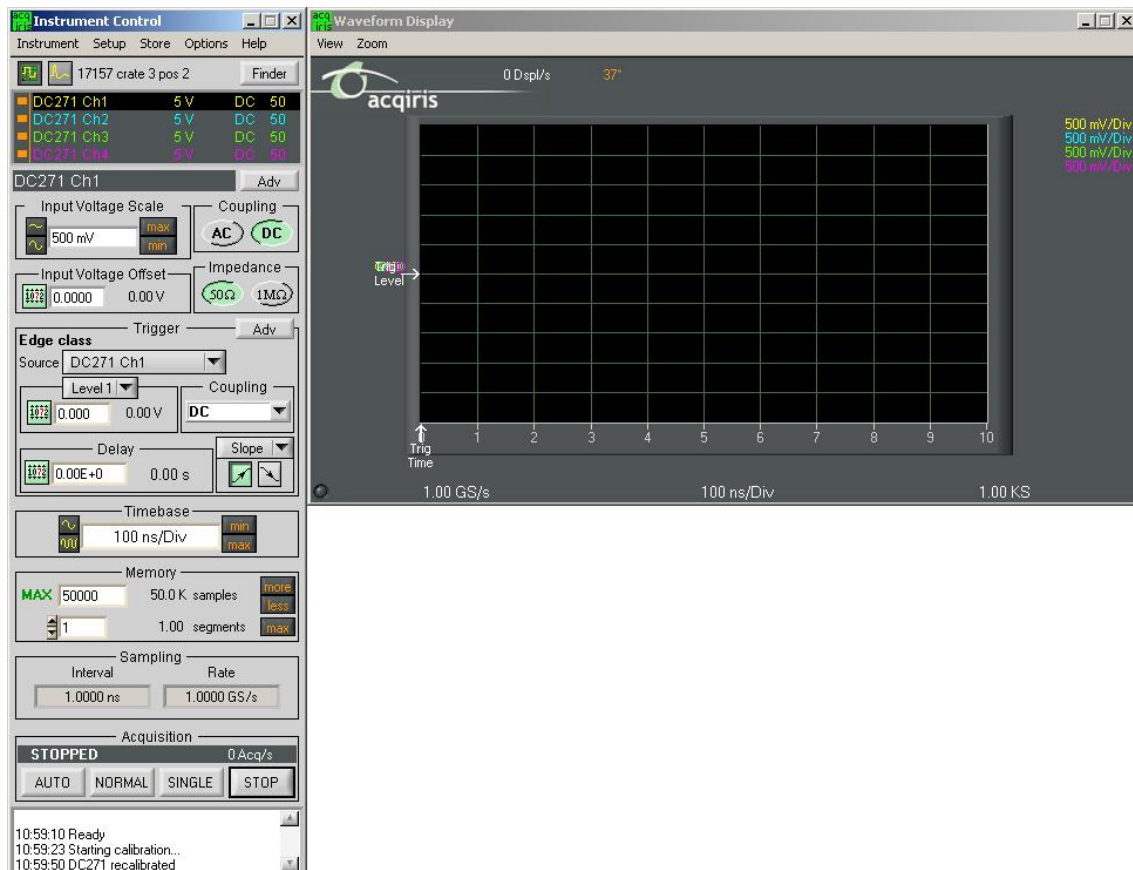 Instrument Control
Instrument Setup Store Options Help
17157 crate 3 pos 2 Finder
DC271 Ch1 5 V DC 50
DC271 Ch2 5 V DC 50
DC271 Ch3 5 V DC 50
DC271 Ch4 5 V DC 50
DC271 Ch1 Adv
Input Voltage Scale
500 mV max
min
Coupling
AC DC
Input Voltage Offset
0.0000 0.00 V
Impedance
50Ω 1MΩ
Trigger Adv
Edge class
Source DC271 Ch1
Level 1
0.000 0.00 V
Coupling
DC
Delay
0.00E+0 0.00 s
Slope
Timebase
100 ns/Div min
max
Memory
MAX 50000 50.0 K samples more
less
1 1.00 segments max
Sampling
Interval Rate
1.0000 ns 1.0000 GS/s
Acquisition
STOPPED 0 Acq/s
AUTO NORMAL SINGLE STOP
10:59:10 Ready
10:59:23 Starting calibration...
10:59:50 DC271 recalibrated
acq
iris
Waveform Display
View Zoom
acqiris
0 Dspl/s 37°
500 mV/Div
500 mV/Div
500 mV/Div
500 mV/Div
Trig
Level
0 1 2 3 4 5 6 7 8 9 10
Trig
Time
1.00 GS/s 100 ns/Div 1.00 KS